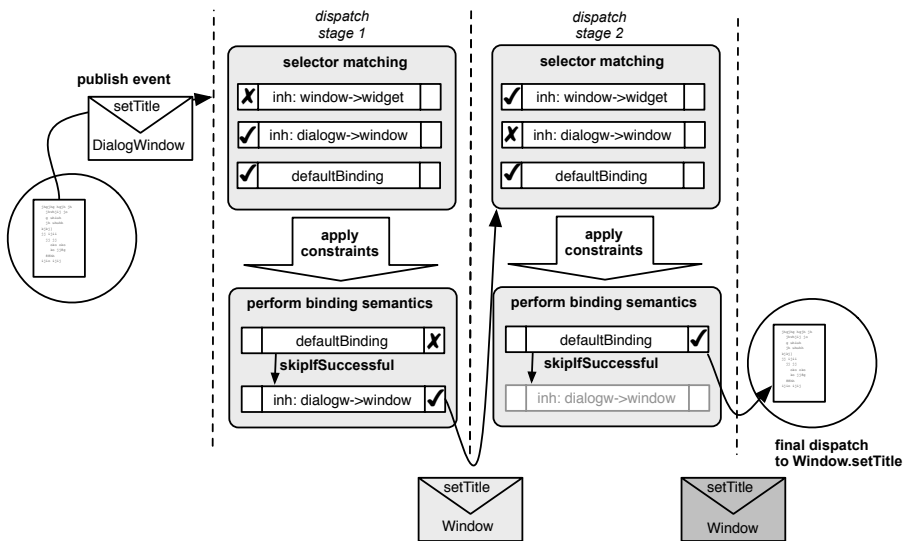 dispatch
stage 1
dispatch
stage 2
publish event
setTitle
DialogWindow
selector matching
✗ inh: window->widget
✓ inh: dialogw->window
✓ defaultBinding
apply
constraints
perform binding semantics
defaultBinding ✗
skipIfSuccessful
inh: dialogw->window ✓
selector matching
✓ inh: window->widget
✗ inh: dialogw->window
✓ defaultBinding
apply
constraints
perform binding semantics
defaultBinding ✓
skipIfSuccessful
inh: dialogw->window
final dispatch
to Window.setTitle
setTitle
Window
setTitle
Window